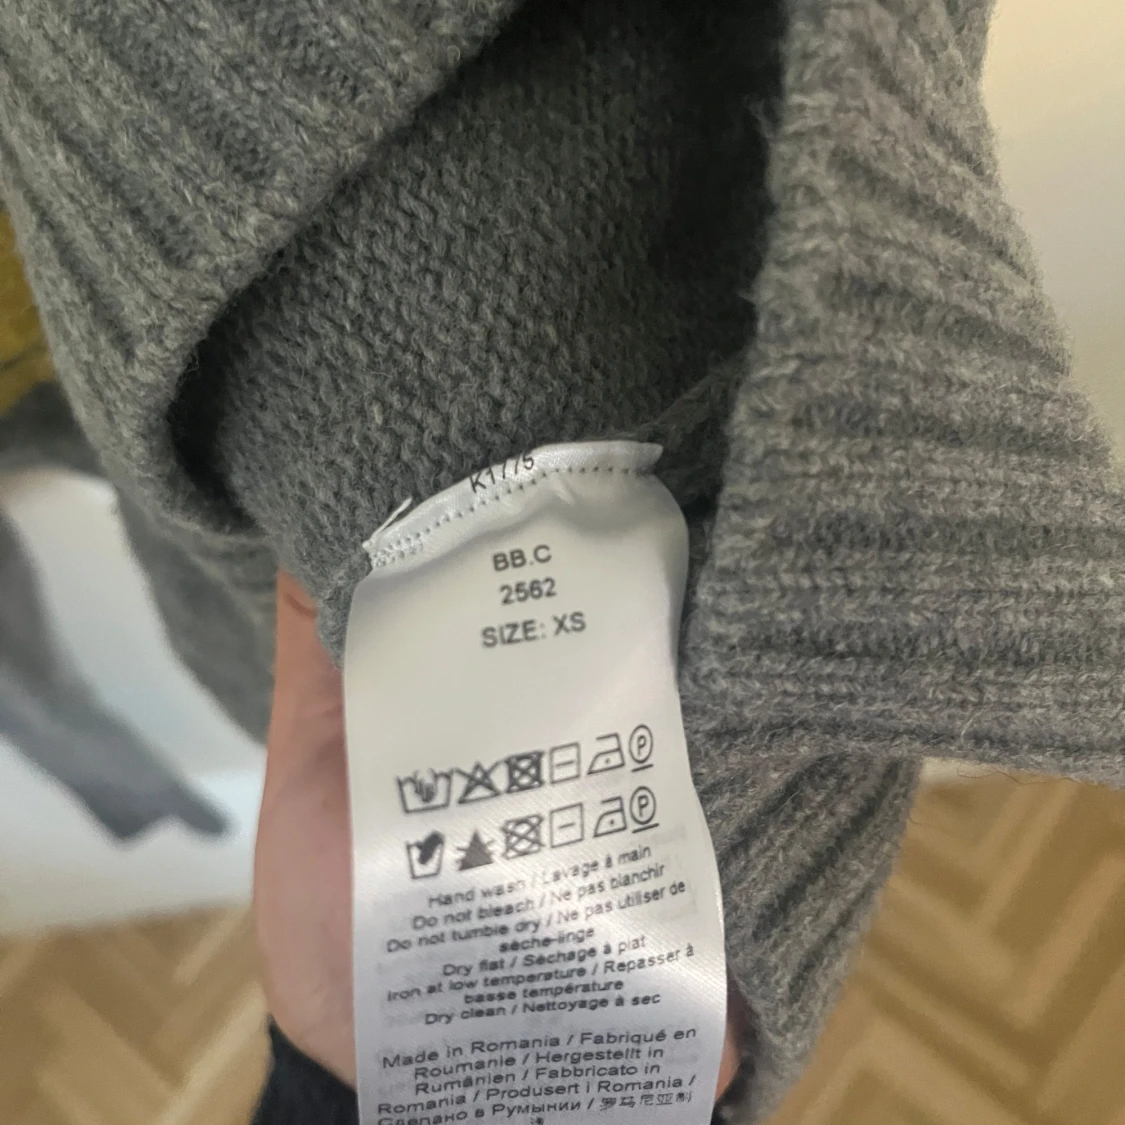 K1775
BB.C
2562
SIZE: XS
P
P
Hand wash / Lavage à main
Do not bleach / Ne pas blanchir
Do not tumble dry / Ne pas utiliser de
sèche-linge
Dry flat / Séchage à plat
Iron at low temperature / Repasser à
basse température
Dry clean / Nettoyage à sec
Made in Romania / Fabriqué en
Roumanie / Hergestellt in
Rumänien / Fabbricato in
Romania / Produsert i Romania /
Сделано в Румынии / 罗马尼亚制